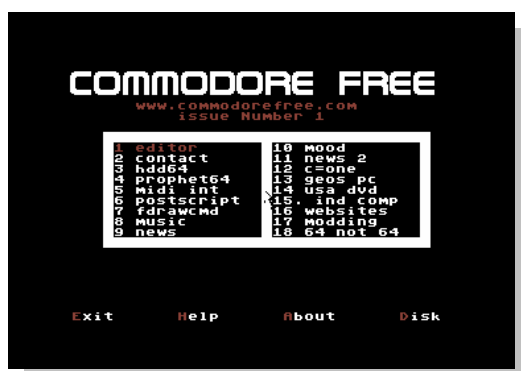 COMMODORE FREE
www.commodorefree.com
issue Number 1
1 editor
2 contact
3 hdd64
4 prophet64
5 midi int
6 postscript
7 fdrawcmd
8 music
9 news
10 mood
11 news 2
12 c=one
13 geos pc
14 usa dvd
15. ind comp
16 websites
17 modding
18 64 not 64
Exit Help About Disk